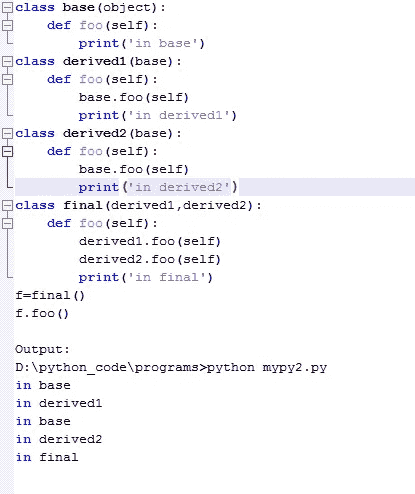 class base(object):
    def foo(self):
        print('in base')
class derived1(base):
    def foo(self):
        base.foo(self)
        print('in derived1')
class derived2(base):
    def foo(self):
        base.foo(self)
        print('in derived2')
class final(derived1,derived2):
    def foo(self):
        derived1.foo(self)
        derived2.foo(self)
        print('in final')
f=final()
f.foo()

Output:
D:\python_code\programs>python mypy2.py
in base
in derived1
in base
in derived2
in final